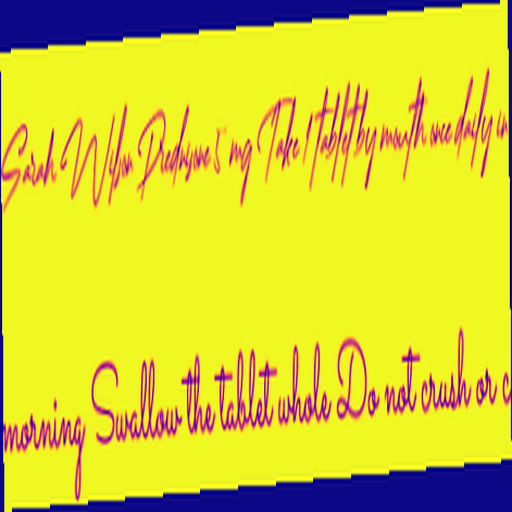 Sarah Wilson Prednisone 5 mg Take 1 tablet by mouth once daily in
morning Swallow the tablet whole Do not crush or c